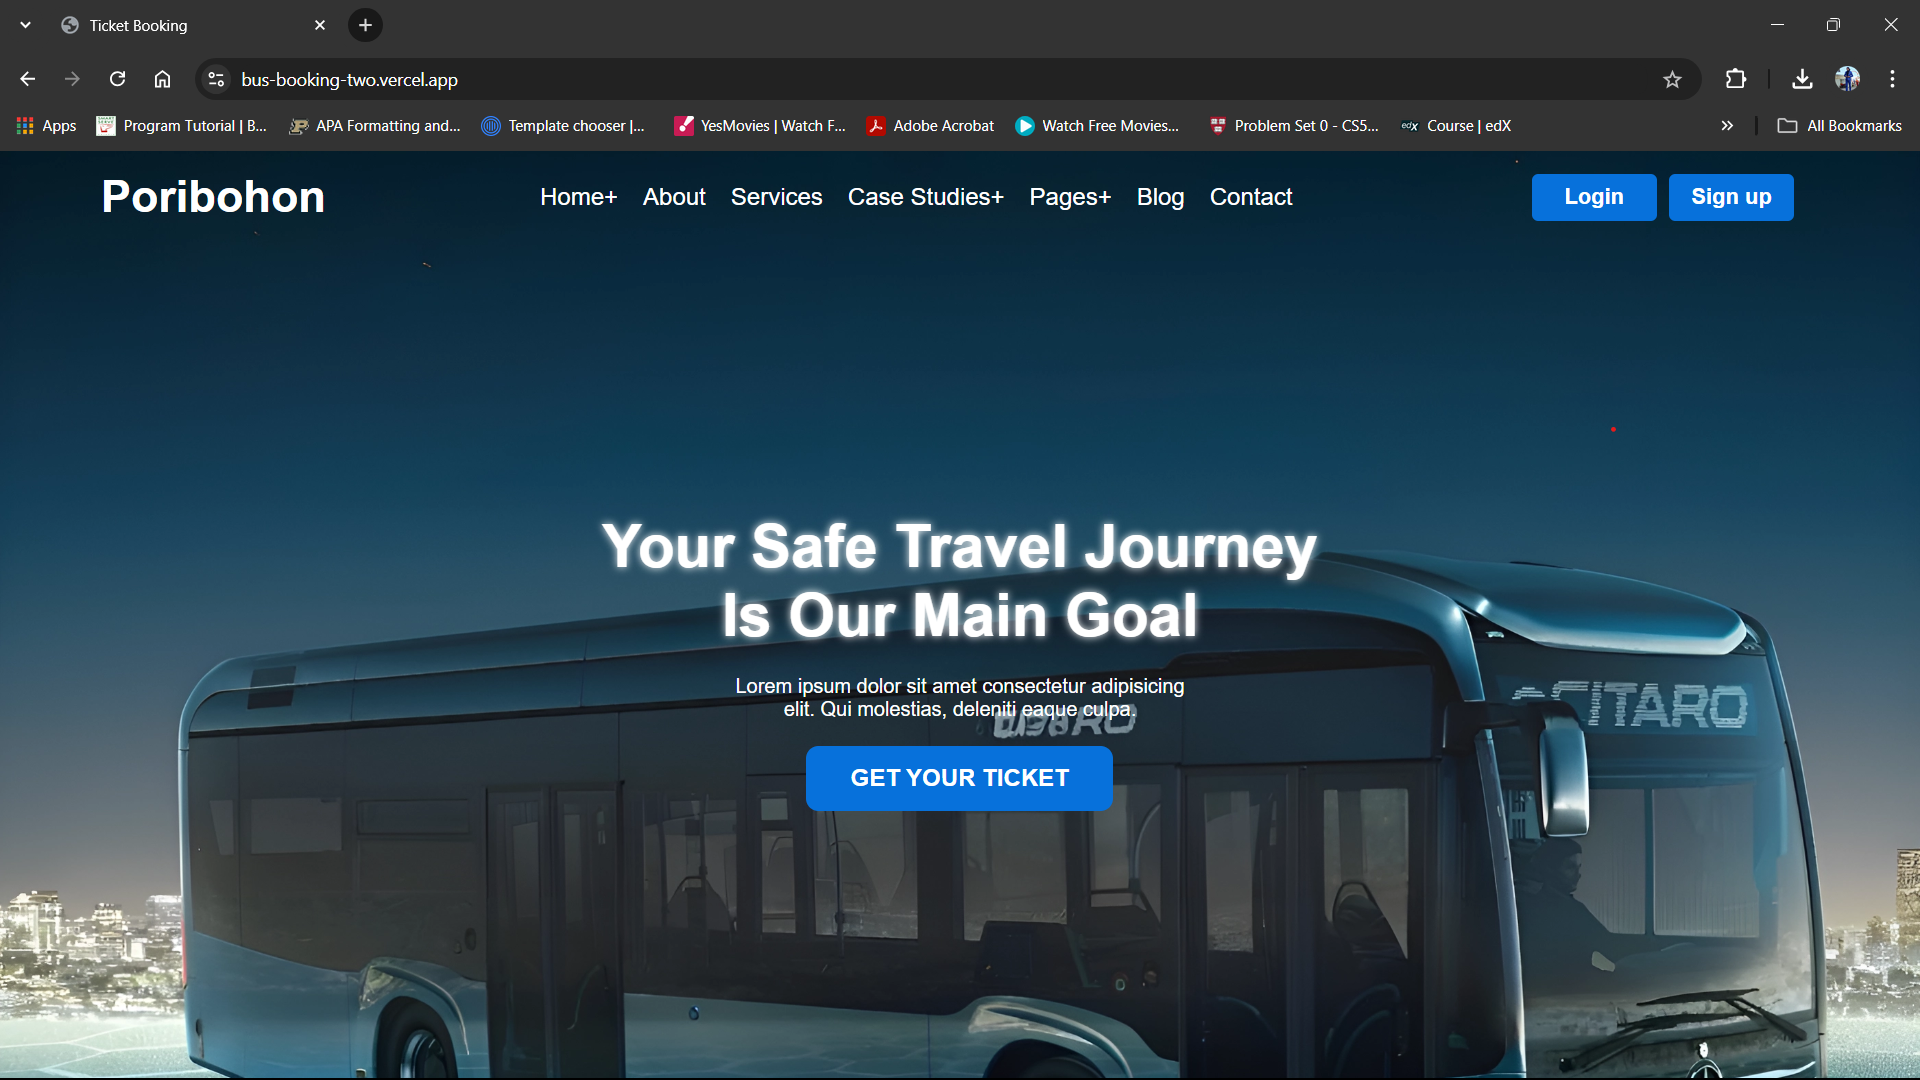 Ticket Booking
bus-booking-two.vercel.app
Apps
Program Tutorial | B...
APA Formatting and...
Template chooser |...
YesMovies | Watch F...
Adobe Acrobat
Watch Free Movies...
Problem Set 0 - CS5...
edX
Course | edX
All Bookmarks
Poribohon
Home+
About
Services
Case Studies+
Pages+
Blog
Contact
Login
Sign up
Your Safe Travel Journey
Is Our Main Goal
Lorem ipsum dolor sit amet consectetur adipisicing
elit. Qui molestias, deleniti eaque culpa.
CITARO
GET YOUR TICKET